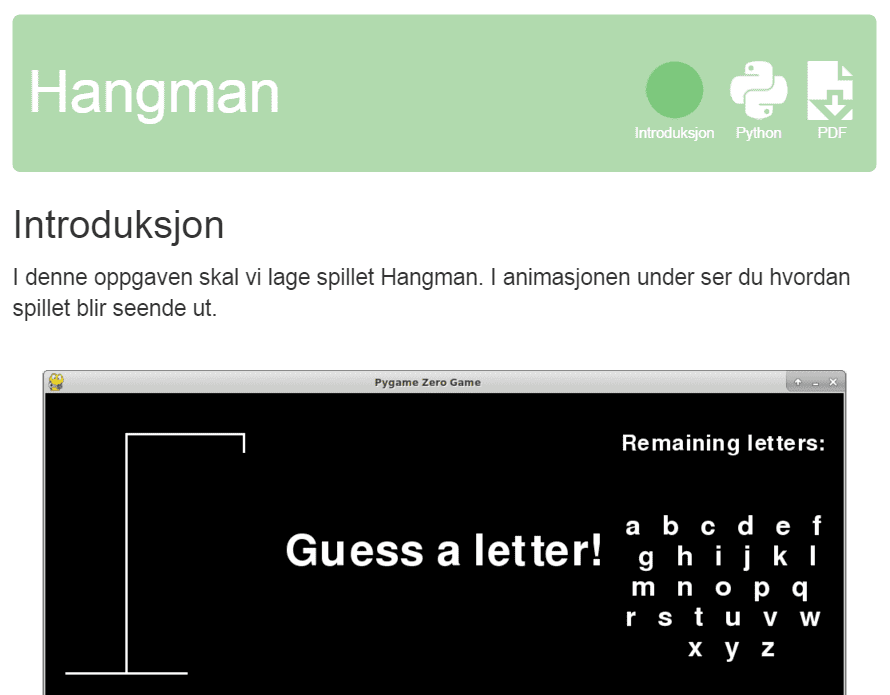 Hangman
Introduksjon Python PDF
Introduksjon
I denne oppgaven skal vi lage spillet Hangman. I animasjonen under ser du hvordan
spillet blir seende ut.
Pygame Zero Game
Remaining letters:
Guess a letter!
a b c d e f
g h i j k l
m n o p q
r s t u v w
x y z